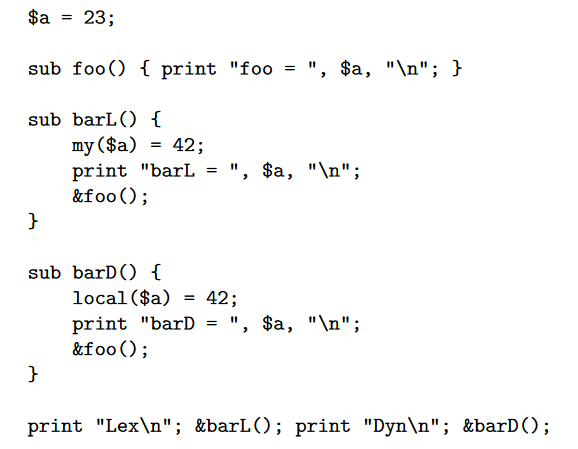 $a = 23;
sub foo() { print "foo = ", $a, "\n"; }
sub barL() {
    my($a) = 42;
    print "barL = ", $a, "\n";
    &foo();
}
sub barD() {
    local($a) = 42;
    print "barD = ", $a, "\n";
    &foo();
}
print "Lex\n"; &barL(); print "Dyn\n"; &barD();